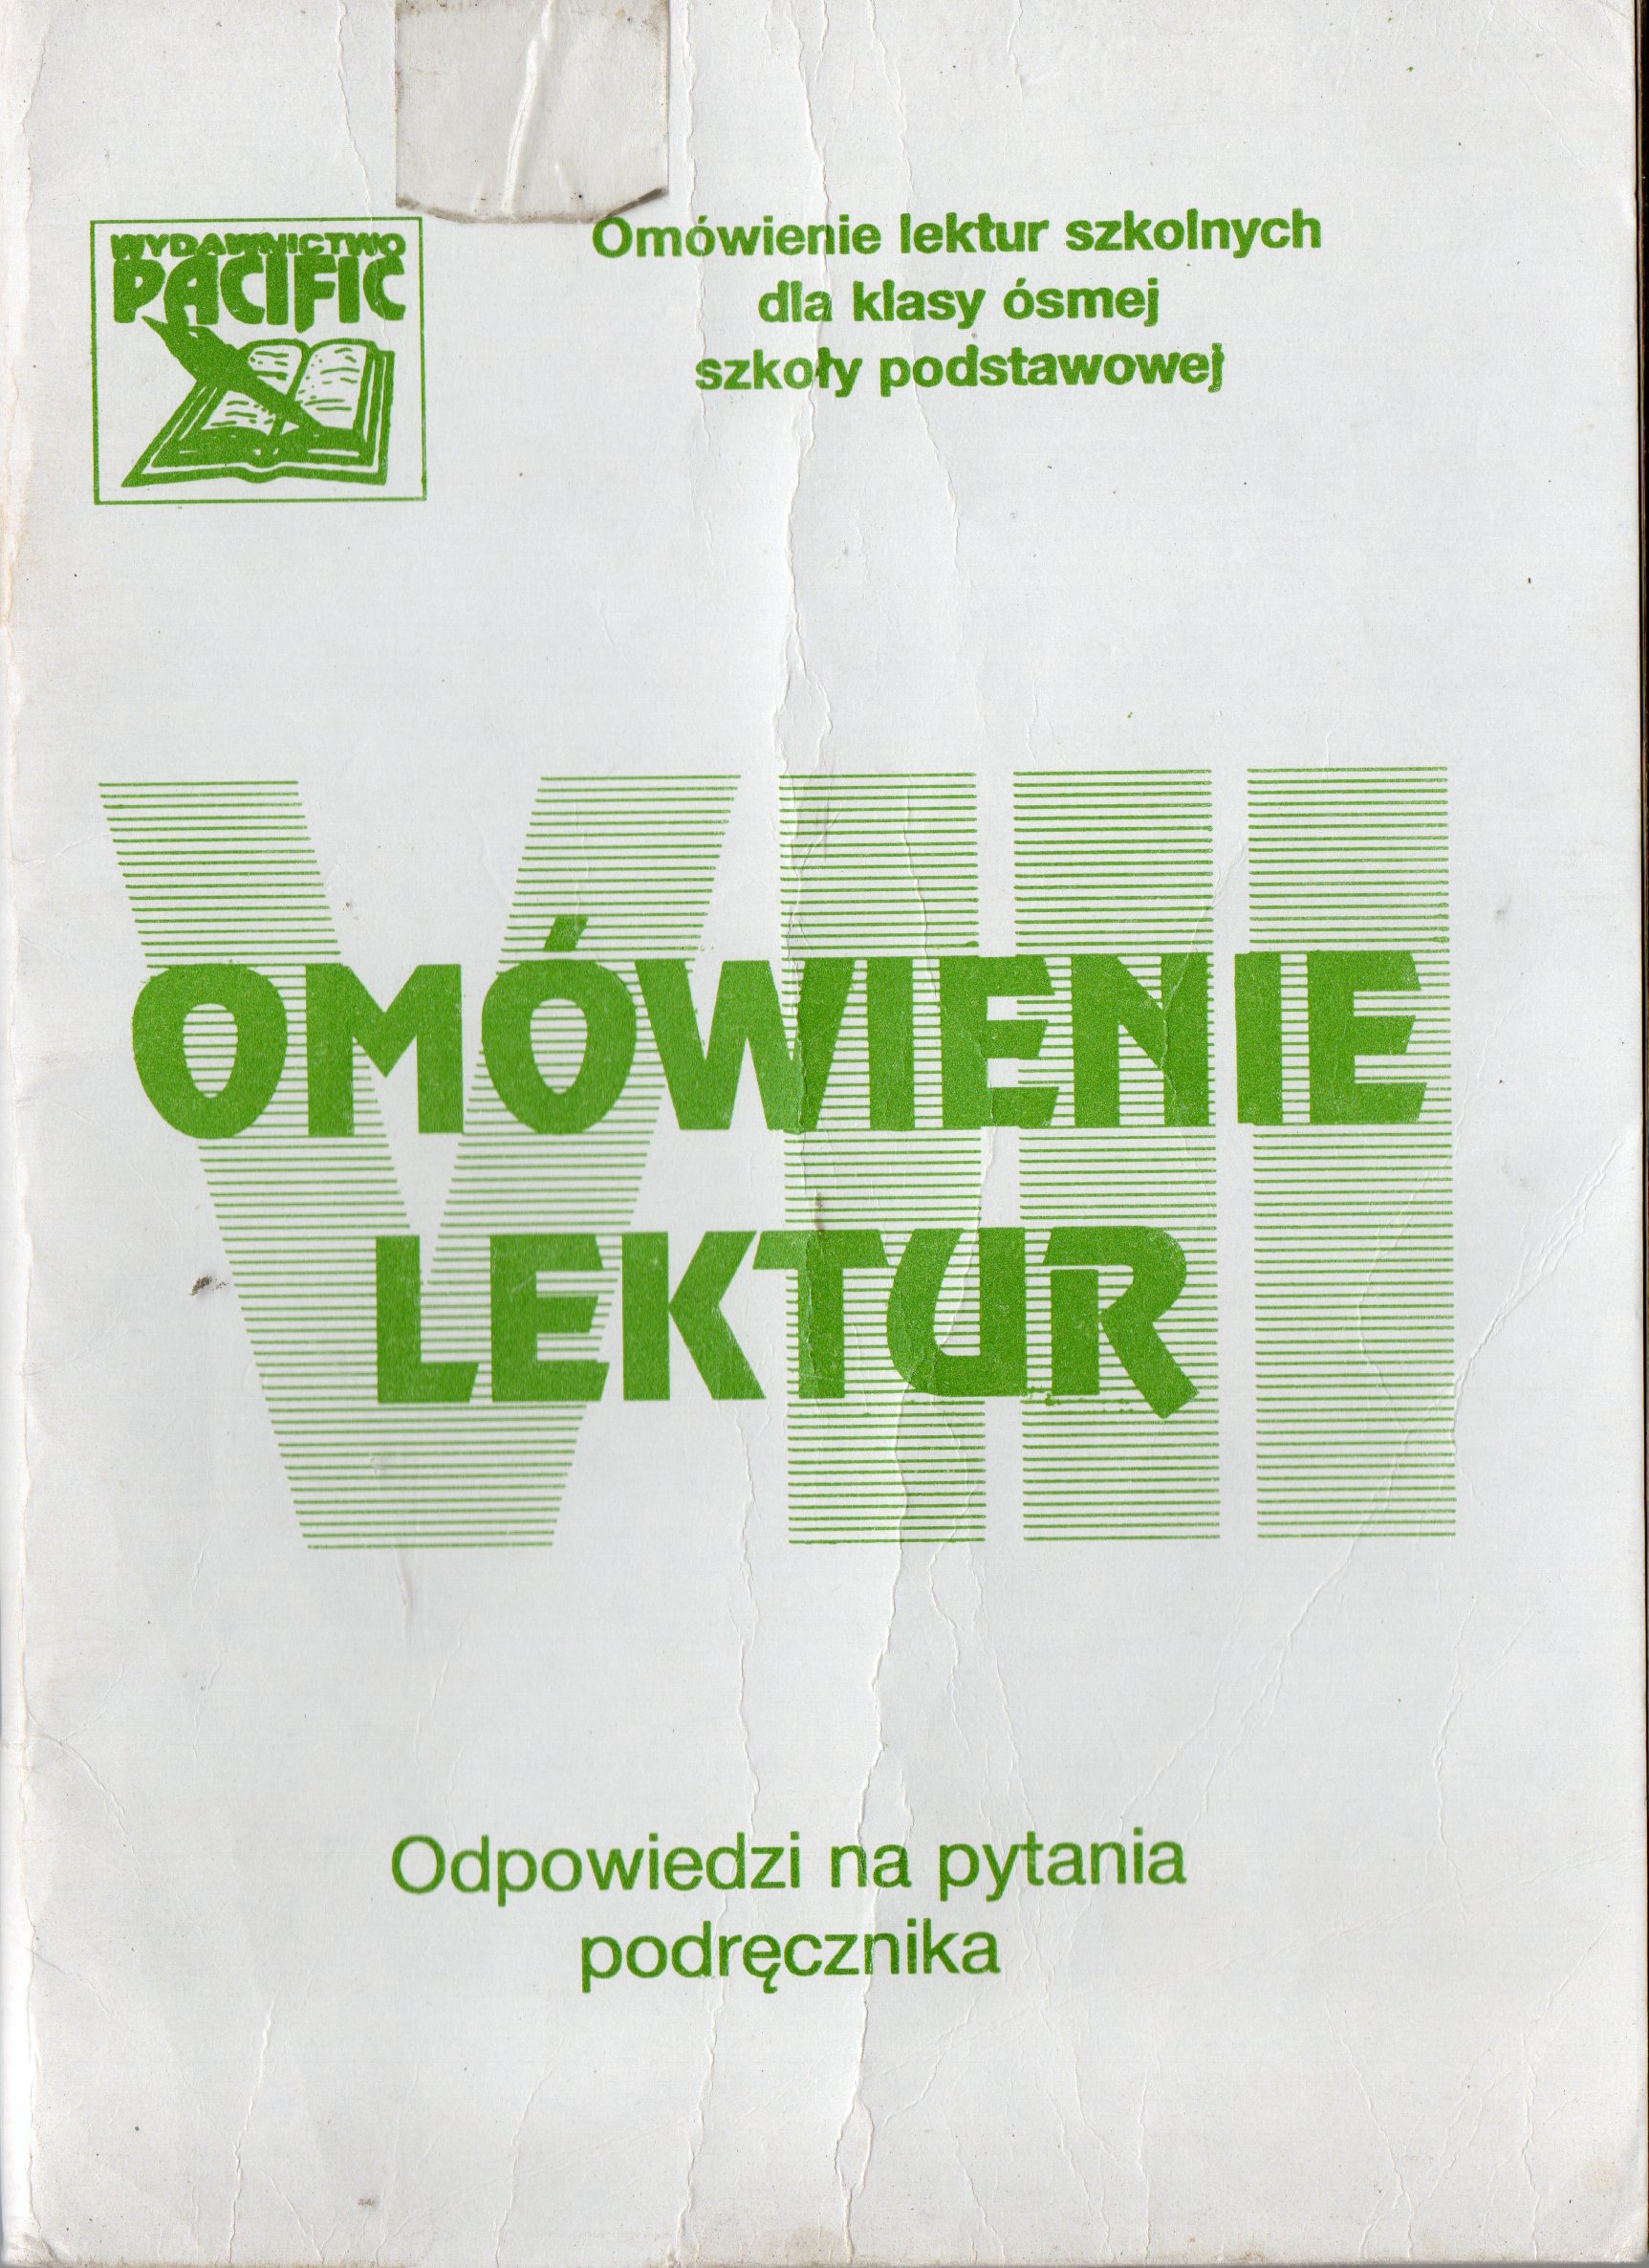 WYDAWNICTWO
PACIFIC
Omówienie lektur szkolnych
dla klasy ósmej
szkoły podstawowej
VIII
OMÓWIENIE
LEKTUR
Odpowiedzi na pytania
podręcznika